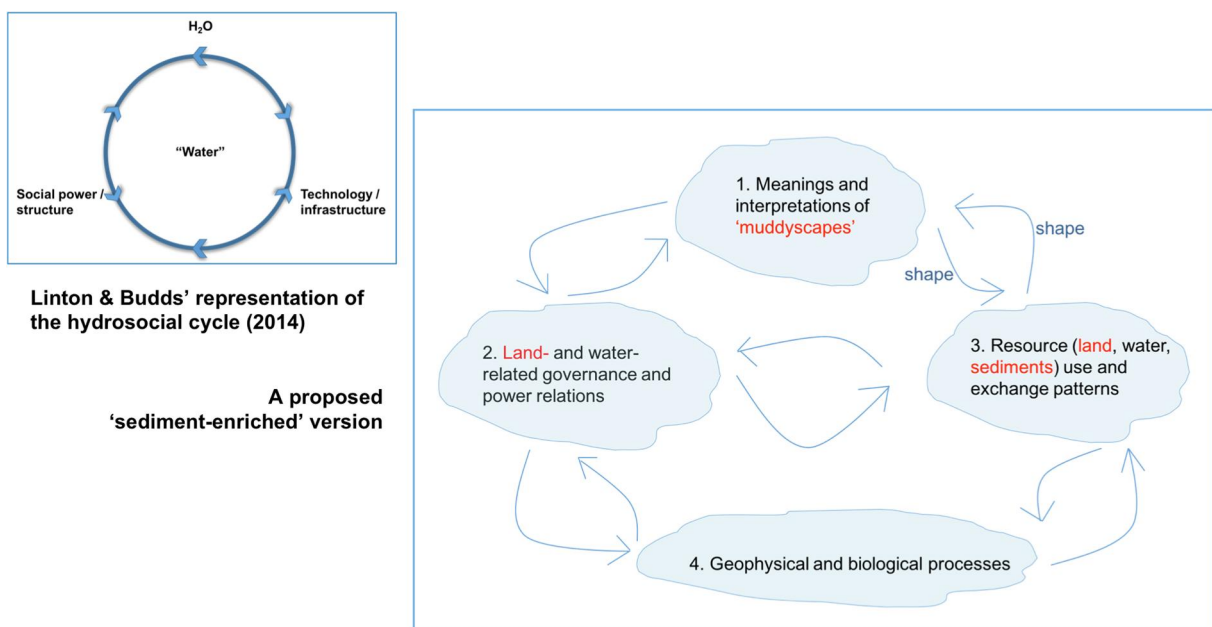 H₂O
“Water”
Social power /
structure
Technology /
infrastructure
Linton & Budds’ representation of
the hydrosocial cycle (2014)
A proposed
‘sediment-enriched’ version
1. Meanings and
interpretations of
‘muddyscapes’
shape
shape
2. Land- and water-
related governance and
power relations
3. Resource (land, water,
sediments) use and
exchange patterns
4. Geophysical and biological processes